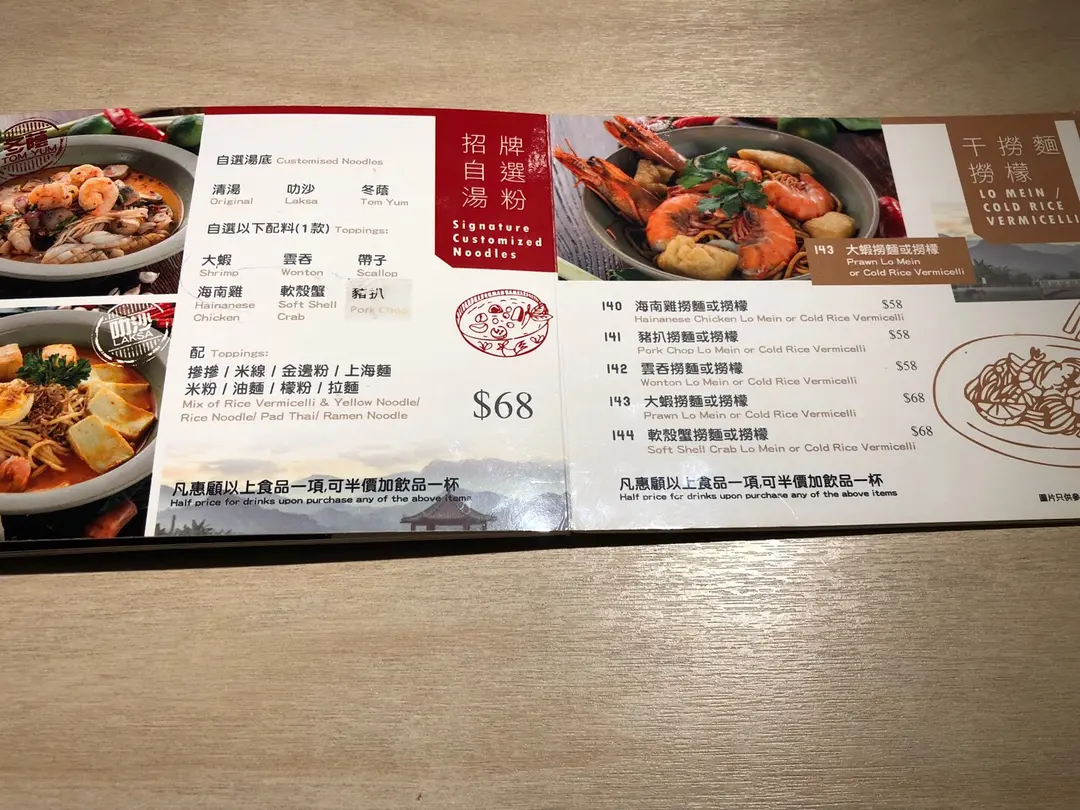 冬蔭
TOM YUM
LAKSA
招牌自選湯粉
Signature
Customized
Noodles
自選湯底 Customised Noodles
清湯 叻沙 冬蔭
Original Laksa Tom Yum
自選以下配料(1款) Toppings:
大蝦 雲吞 帶子
Shrimp Wonton Scallop
海南雞 軟殼蟹 豬扒
Hainanese Soft Shell Pork Chop
Chicken Crab
配 Toppings:
摻摻 / 米線 / 金邊粉 / 上海麵
米粉 / 油麵 / 檬粉 / 拉麵
Mix of Rice Vermicelli & Yellow Noodle/
Rice Noodle/ Pad Thai/ Ramen Noodle
$68
凡惠顧以上食品一項,可半價加飲品一杯
Half price for drinks upon purchase any of the above items
干撈麵
撈檬
LO MEIN /
COLD RICE
VERMICELLI
143 大蝦撈麵或撈檬
Prawn Lo Mein
or Cold Rice Vermicelli
140 海南雞撈麵或撈檬 $58
Hainanese Chicken Lo Mein or Cold Rice Vermicelli
141 豬扒撈麵或撈檬 $58
Pork Chop Lo Mein or Cold Rice Vermicelli
142 雲吞撈麵或撈檬 $58
Wonton Lo Mein or Cold Rice Vermicelli
143 大蝦撈麵或撈檬 $68
Prawn Lo Mein or Cold Rice Vermicelli
144 軟殼蟹撈麵或撈檬 $68
Soft Shell Crab Lo Mein or Cold Rice Vermicelli
凡惠顧以上食品一項,可半價加飲品一杯
Half price for drinks upon purchase any of the above items
圖片只供參